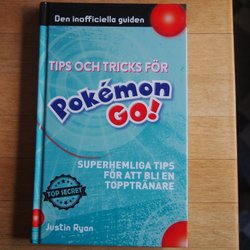 Den inofficiella guiden
TIPS OCH TRICKS FÖR
Pokémon
GO!
SUPERHEMLIGA TIPS
FÖR ATT BLI EN
TOPPTRÄNARE
TOP SECRET
Justin Ryan